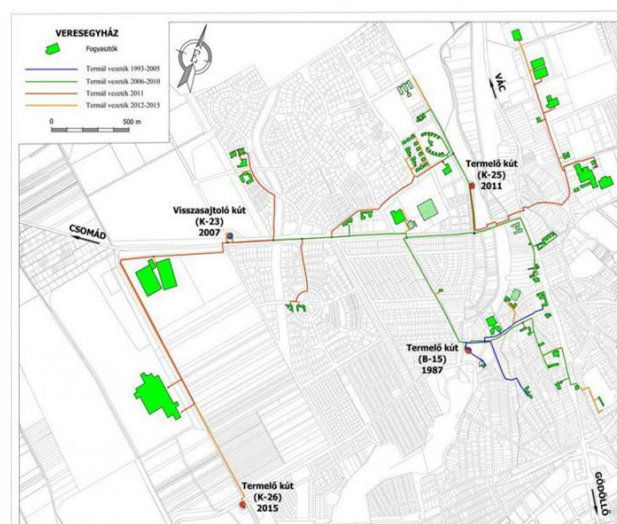 VERESEGYHÁZ
Fogyasztók
Termál vezeték 1993-2005
Termál vezeték 2006-2010
Termál vezeték 2011
Termál vezeték 2012-2015
0 500 m
VÁC
Termelő kút
(K-25)
2011
Visszasajtoló kút
(K-23)
2007
CSOMÁD
Termelő kút
(B-15)
1987
Termelő kút
(K-26)
2015
GÖDÖLLŐ